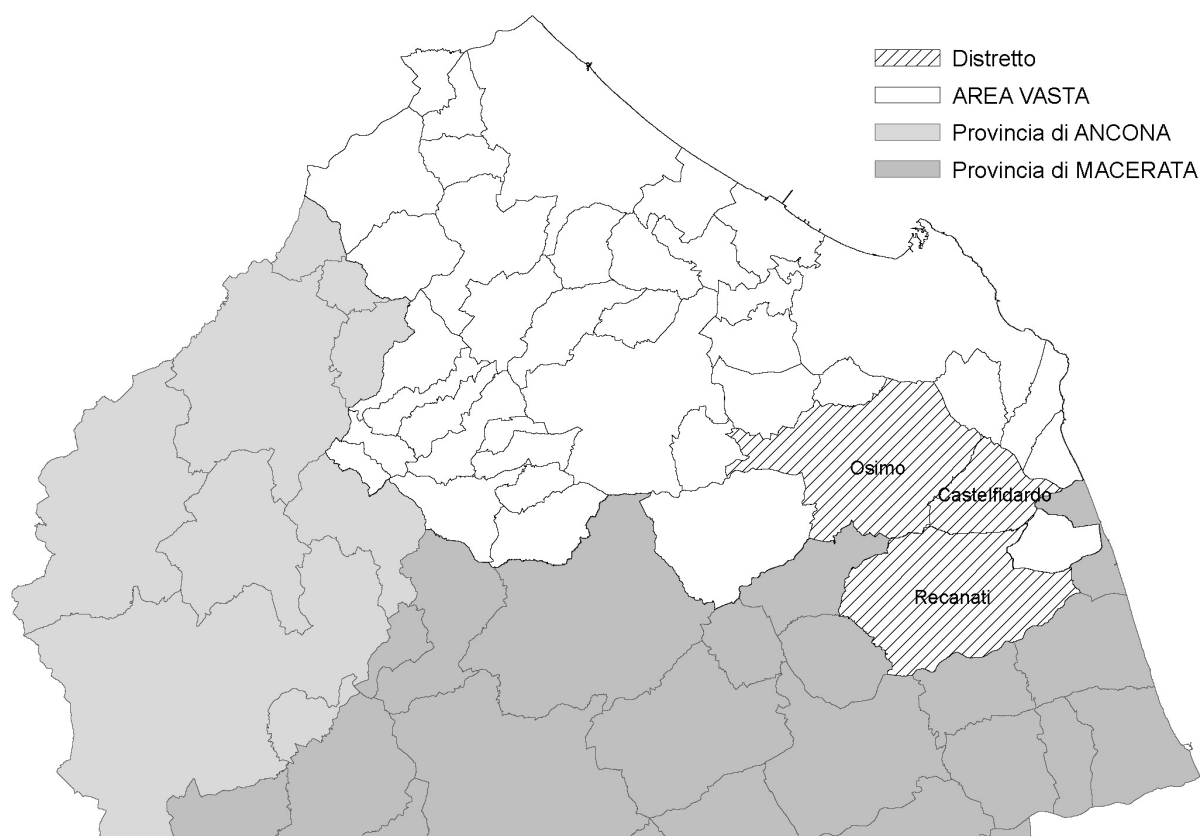 Distretto
AREA VASTA
Provincia di ANCONA
Provincia di MACERATA
Osimo
Castelfidardo
Recanati